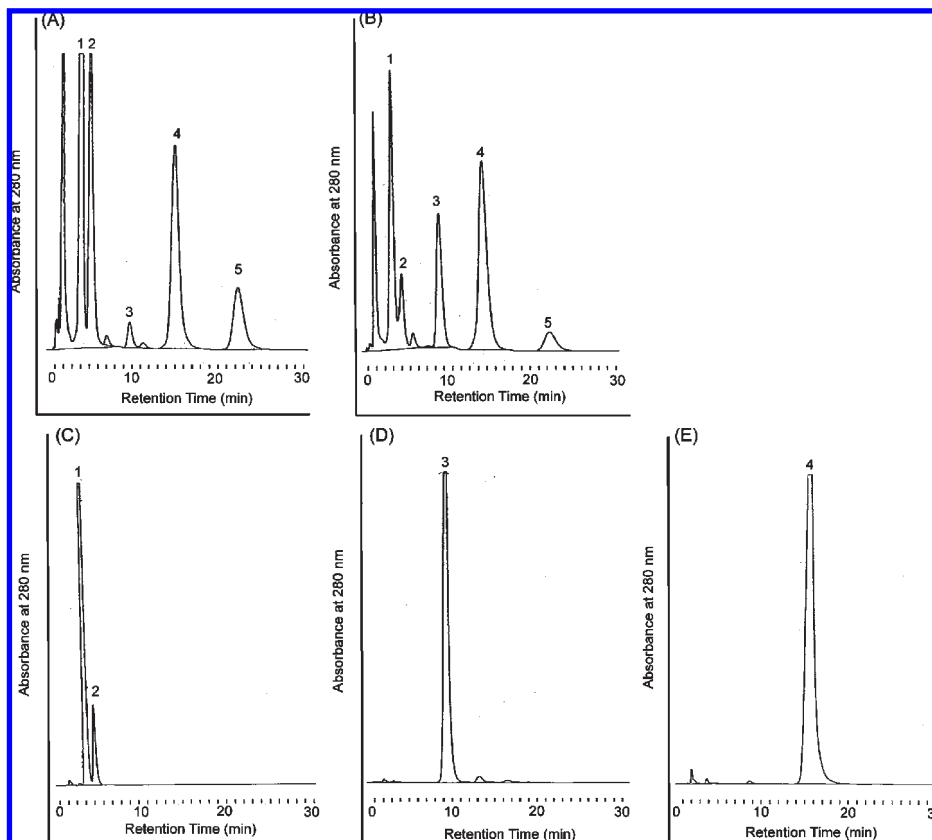 (A)
Absorbance at 280 nm
1 2
3
4
5
0 10 20 30
Retention Time (min)
(B)
Absorbance at 280 nm
1
2
3
4
5
0 10 20 30
Retention Time (min)
(C)
Absorbance at 280 nm
1
2
0 10 20 30
Retention Time (min)
(D)
Absorbance at 280 nm
3
0 10 20 30
Retention Time (min)
(E)
Absorbance at 280 nm
4
0 10 20 30
Retention Time (min)